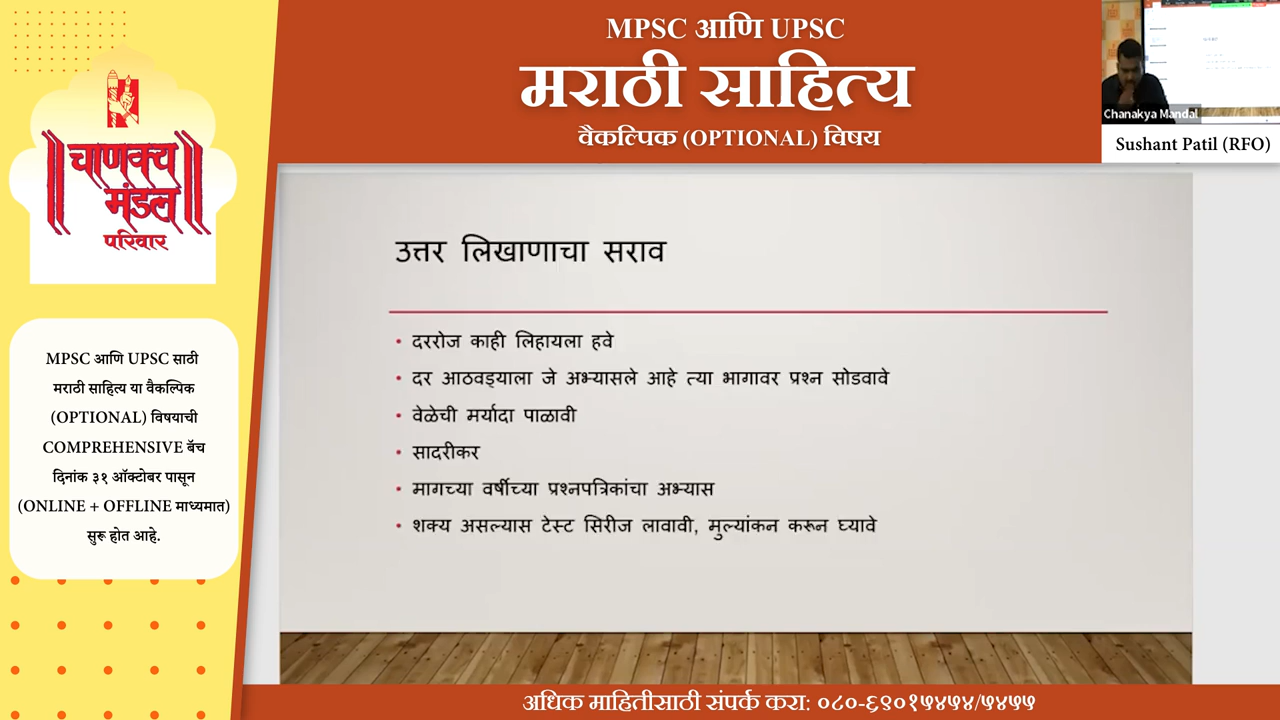 MPSC आणि UPSC
मराठी साहित्य
वैकल्पिक (OPTIONAL) विषय
Chanakya Mandal
Sushant Patil (RFO)
चाणक्य
मंडल
परिवार
MPSC आणि UPSC साठी
मराठी साहित्य या वैकल्पिक
(OPTIONAL) विषयाची
COMPREHENSIVE बॅच
दिनांक ३१ ऑक्टोबर पासून
(ONLINE + OFFLINE माध्यमात)
सुरू होत आहे.
उत्तर लिखाणाचा सराव
• दररोज काही लिहायला हवे
• दर आठवड्याला जे अभ्यासले आहे त्या भागावर प्रश्न सोडवावे
• वेळेची मर्यादा पाळावी
• सादरीकर
• मागच्या वर्षीच्या प्रश्नपत्रिकांचा अभ्यास
• शक्य असल्यास टेस्ट सिरीज लावावी, मुल्यांकन करून घ्यावे
अधिक माहितीसाठी संपर्क करा: ०८०-६९०१५४५४/५४५५